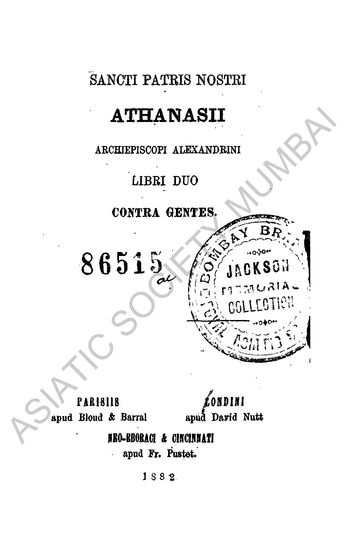 SANCTI PATRIS NOSTRI
ATHANASII
ARCHIEPISCOPI ALEXANDRINI
LIBRI DUO
CONTRA GENTES.
86515
BOMBAY
JACKSON
MEMORIAL
COLLECTION
PARISIIS
apud Bloud & Barral
LONDINI
apud David Nutt
NEO-EBORACI & CINCINNATI
apud Fr. Pustet.
1882
ASIATIC SOCIETY MUMBAI